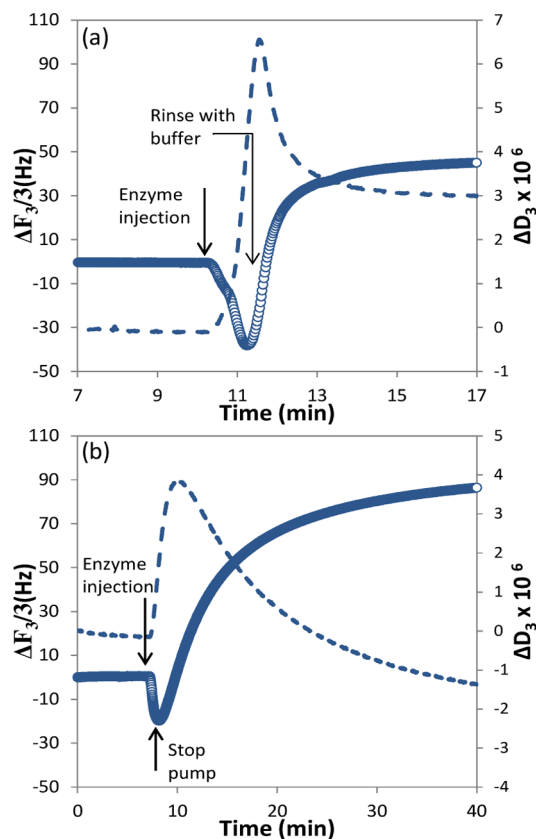 (a)
110
90
70
50
30
10
-10
-30
-50
ΔF3/3(Hz)
Rinse with
buffer
Enzyme
injection
7
6
5
4
3
2
1
0
-1
ΔD3 x 10 6
7 9 11 13 15 17
Time (min)
(b)
110
90
70
50
30
10
-10
-30
-50
ΔF3/3(Hz)
Enzyme
injection
Stop
pump
5
4
3
2
1
0
-1
-2
-3
-4
ΔD3 x 10 6
0 10 20 30 40
Time (min)